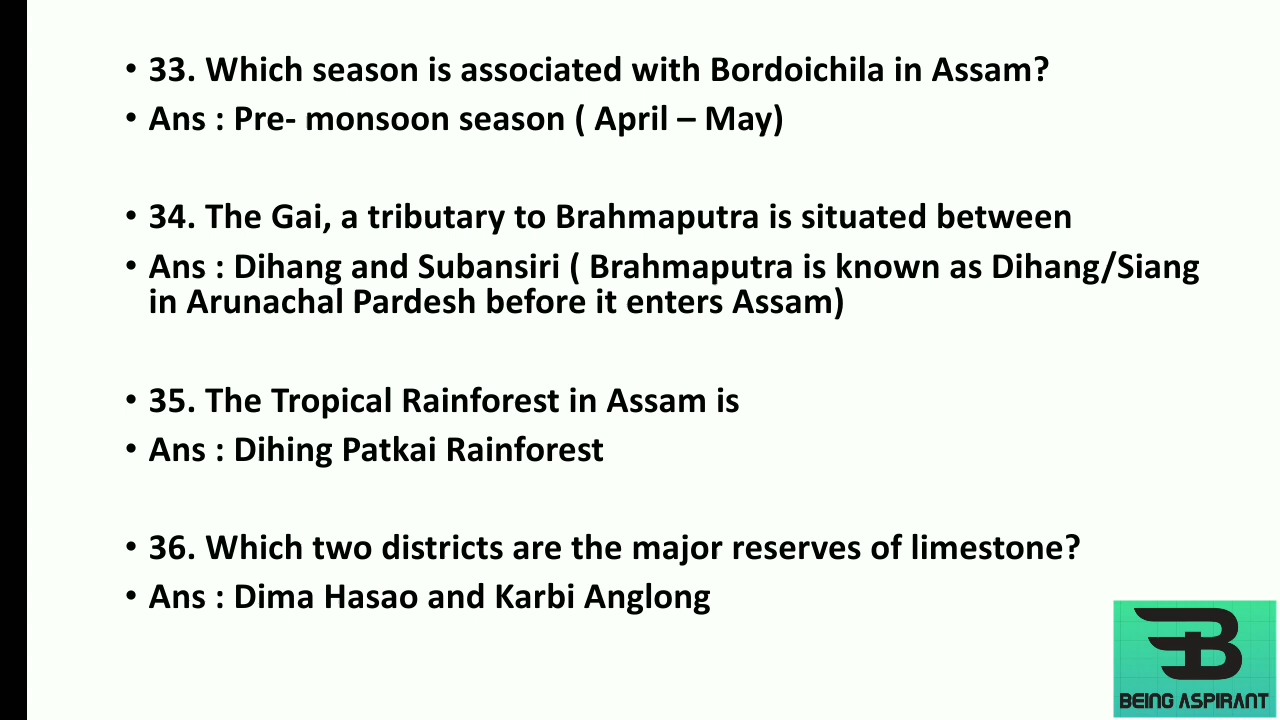 • 33. Which season is associated with Bordoichila in Assam?
• Ans : Pre- monsoon season ( April – May)
• 34. The Gai, a tributary to Brahmaputra is situated between
• Ans : Dihang and Subansiri ( Brahmaputra is known as Dihang/Siang
in Arunachal Pardesh before it enters Assam)
• 35. The Tropical Rainforest in Assam is
• Ans : Dihing Patkai Rainforest
• 36. Which two districts are the major reserves of limestone?
• Ans : Dima Hasao and Karbi Anglong
B
BEING ASPIRANT